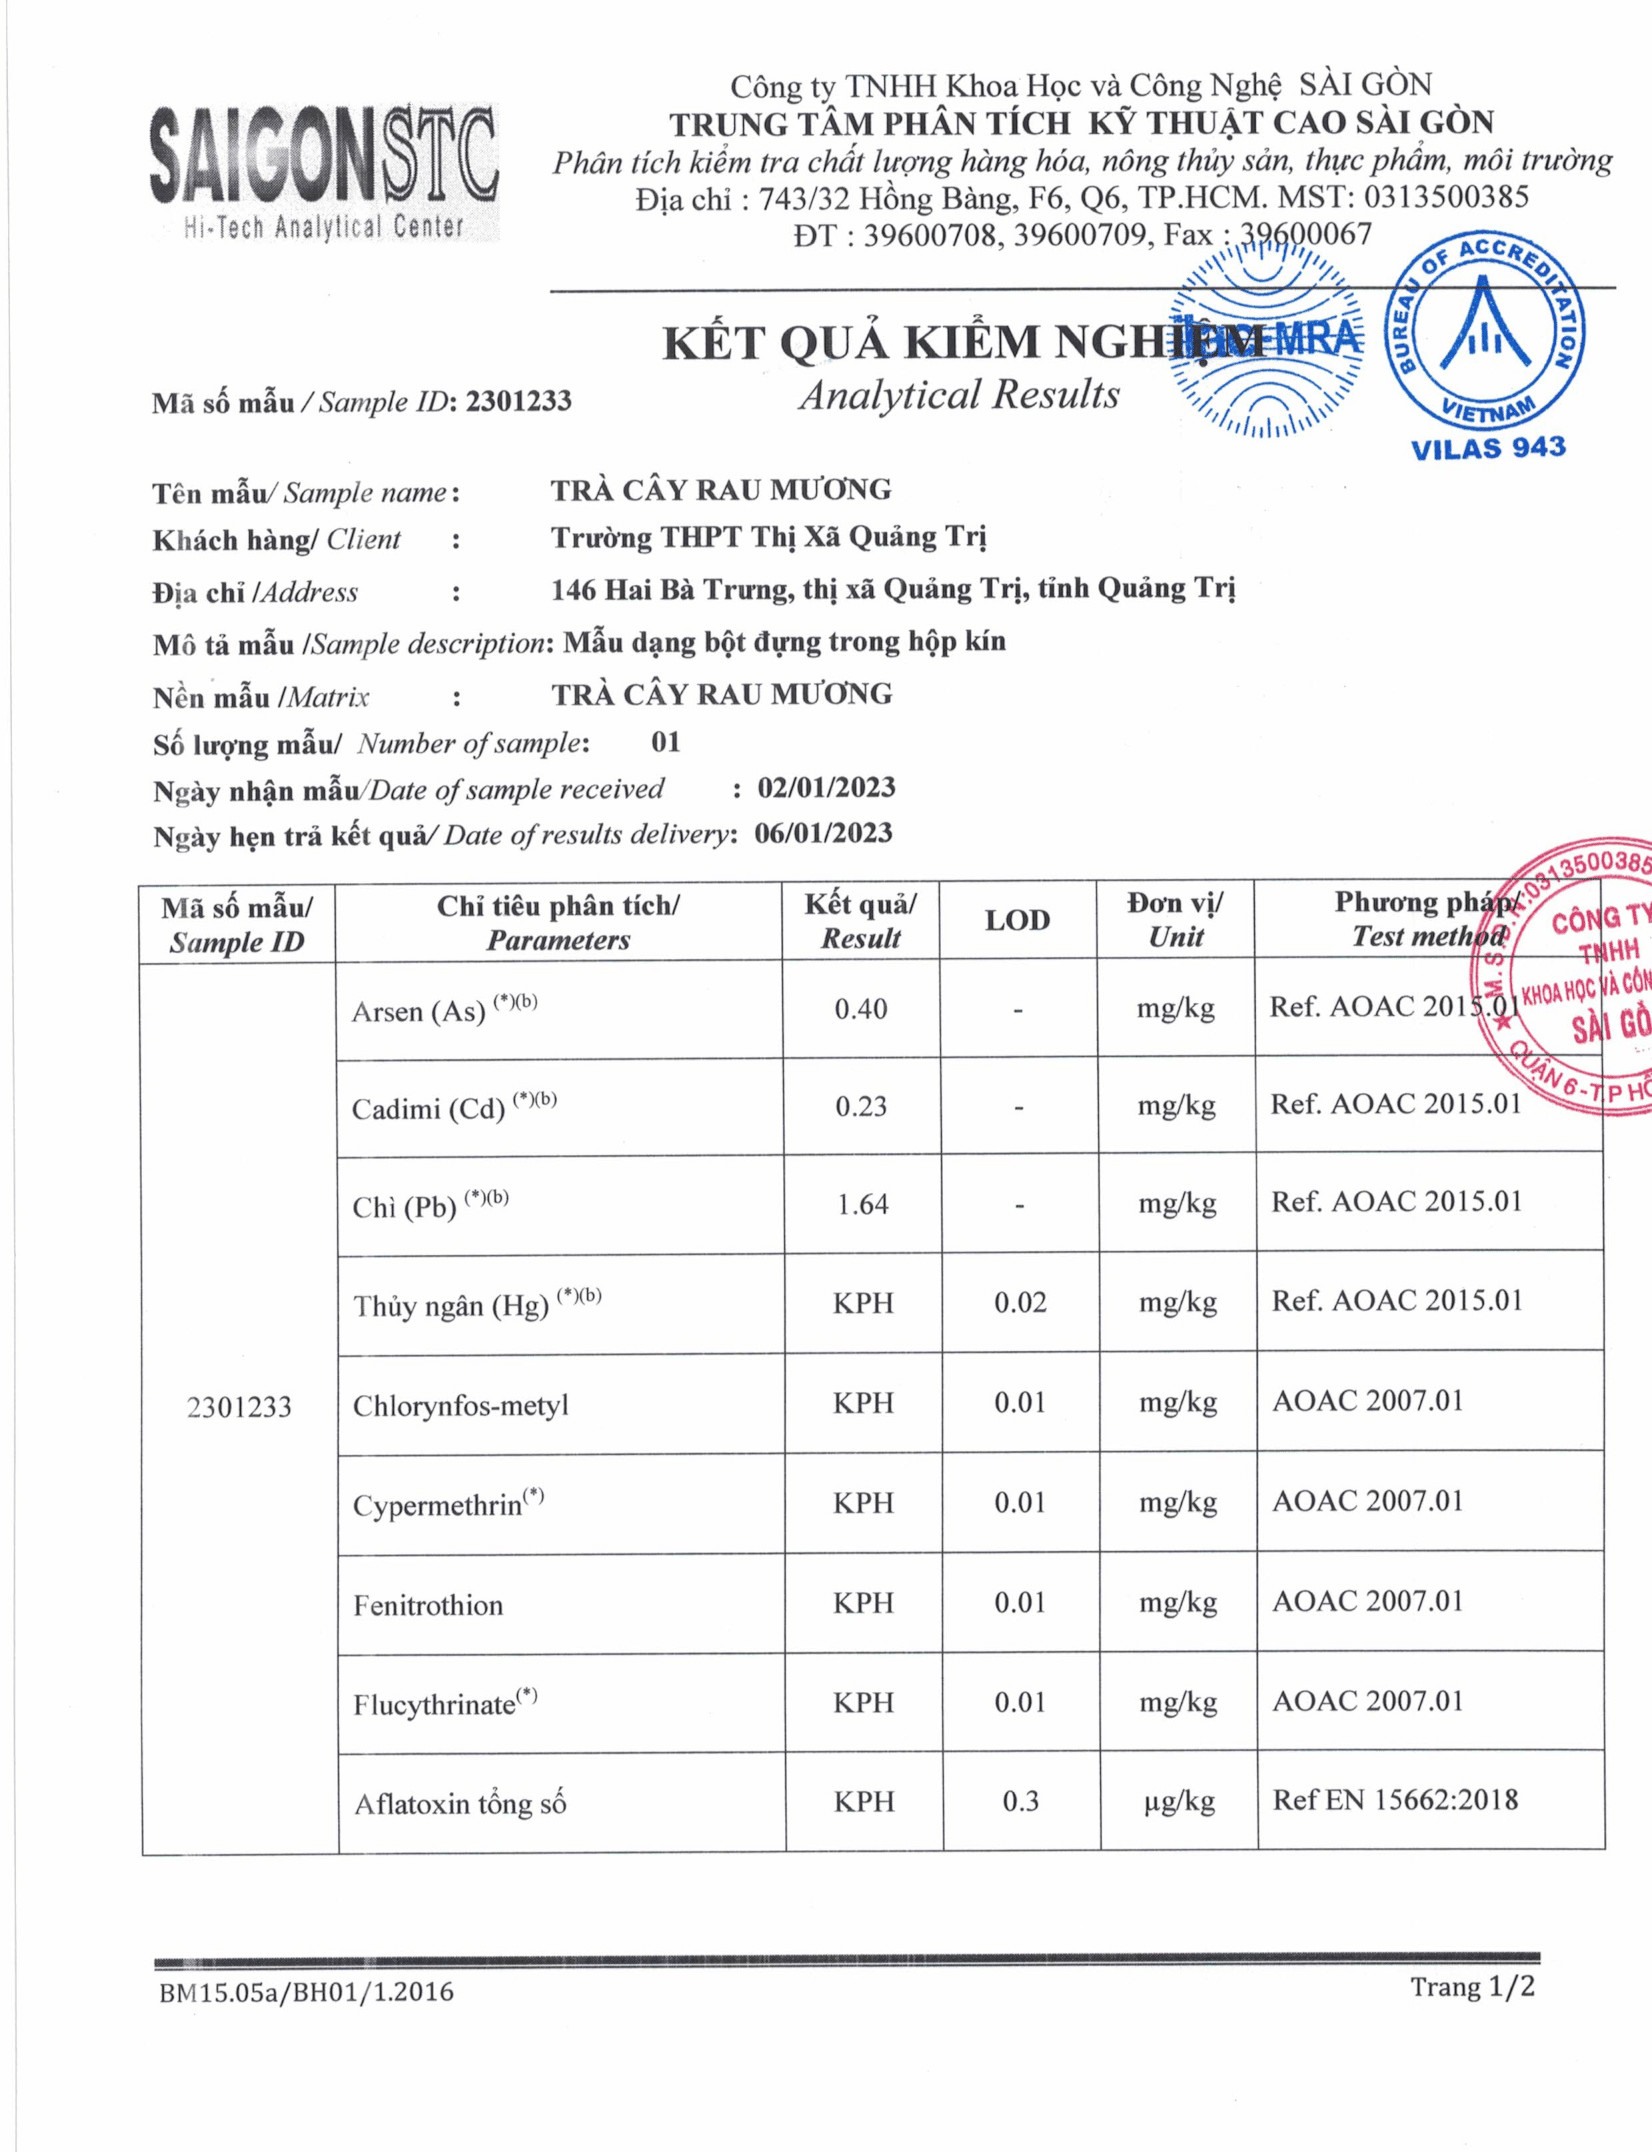 SAIGONSTC
Hi-Tech Analytical Center
Công ty TNHH Khoa Học và Công Nghệ SÀI GÒN
TRUNG TÂM PHÂN TÍCH KỸ THUẬT CAO SÀI GÒN
Phân tích kiểm tra chất lượng hàng hóa, nông thủy sản, thực phẩm, môi trường
Địa chỉ : 743/32 Hồng Bàng, F6, Q6, TP.HCM. MST: 0313500385
ĐT : 39600708, 39600709, Fax : 39600067
KẾT QUẢ KIỂM NGHIỆM
Analytical Results
ilac-MRA
BUREAU OF ACCREDITATION
VIETNAM
VILAS 943
Mã số mẫu / Sample ID: 2301233
Tên mẫu/ Sample name : TRÀ CÂY RAU MƯƠNG
Khách hàng/ Client : Trường THPT Thị Xã Quảng Trị
Địa chỉ /Address : 146 Hai Bà Trưng, thị xã Quảng Trị, tỉnh Quảng Trị
Mô tả mẫu /Sample description: Mẫu dạng bột đựng trong hộp kín
Nền mẫu /Matrix : TRÀ CÂY RAU MƯƠNG
Số lượng mẫu/ Number of sample: 01
Ngày nhận mẫu/Date of sample received : 02/01/2023
Ngày hẹn trả kết quả/ Date of results delivery: 06/01/2023
Mã số mẫu/ Sample ID Chỉ tiêu phân tích/ Parameters Kết quả/ Result LOD Đơn vị/ Unit Phương pháp/ Test method
Arsen (As) (*)(b) 0.40 - mg/kg Ref. AOAC 2015.01
Cadimi (Cd) (*)(b) 0.23 - mg/kg Ref. AOAC 2015.01
Chì (Pb) (*)(b) 1.64 - mg/kg Ref. AOAC 2015.01
Thủy ngân (Hg) (*)(b) KPH 0.02 mg/kg Ref. AOAC 2015.01
2301233 Chlorynfos-metyl KPH 0.01 mg/kg AOAC 2007.01
Cypermethrin(*) KPH 0.01 mg/kg AOAC 2007.01
Fenitrothion KPH 0.01 mg/kg AOAC 2007.01
Flucythrinate(*) KPH 0.01 mg/kg AOAC 2007.01
Aflatoxin tổng số KPH 0.3 µg/kg Ref EN 15662:2018
M.S.D.N:0313500385
CÔNG TY
TNHH
KHOA HỌC VÀ CÔN
SÀI GÒ
QUẬN 6-T.P HỒ
BM15.05a/BH01/1.2016
Trang 1/2